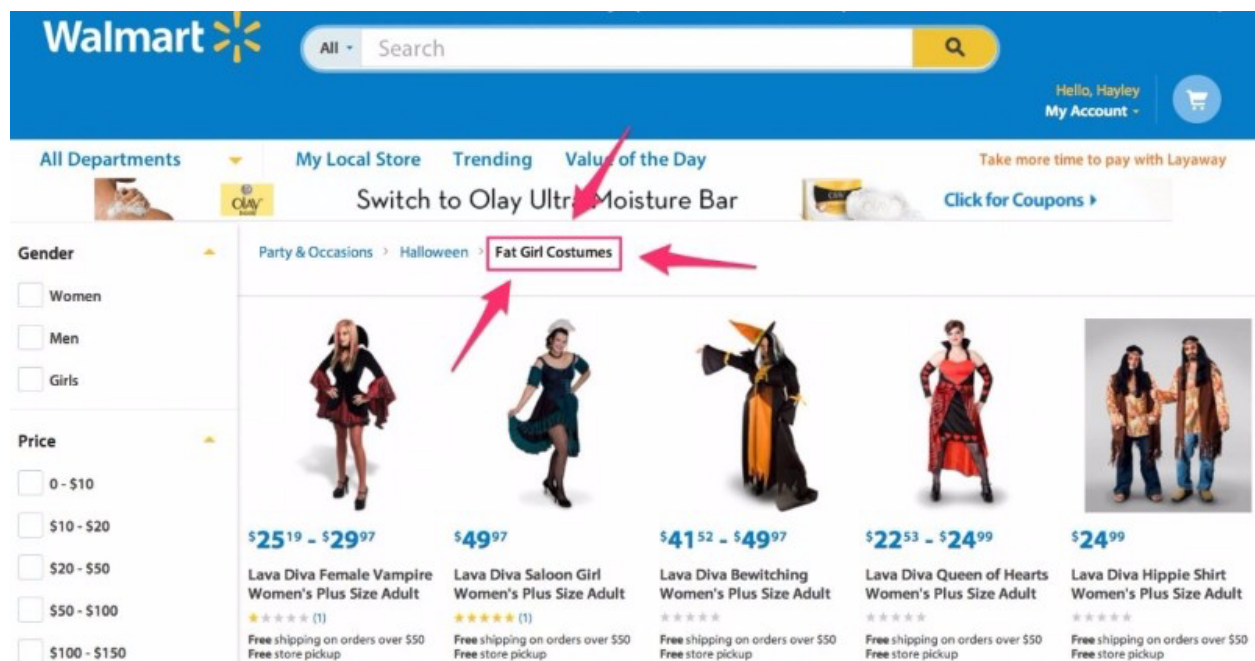 Walmart
All
Search
Hello, Hayley
My Account
All Departments
My Local Store
Trending
Value of the Day
Take more time to pay with Layaway
OLAY
Switch to Olay Ultra Moisture Bar
Click for Coupons
Gender
Women
Men
Girls
Price
0 - $10
$10 - $20
$20 - $50
$50 - $100
$100 - $150
Party & Occasions > Halloween > Fat Girl Costumes
$25 19 - $29 97
Lava Diva Female Vampire
Women's Plus Size Adult
(1)
Free shipping on orders over $50
Free store pickup
$49 97
Lava Diva Saloon Girl
Women's Plus Size Adult
(1)
Free shipping on orders over $50
Free store pickup
$41 52 - $49 97
Lava Diva Bewitching
Women's Plus Size Adult
Free shipping on orders over $50
Free store pickup
$22 53 - $24 99
Lava Diva Queen of Hearts
Women's Plus Size Adult
Free shipping on orders over $50
Free store pickup
$24 99
Lava Diva Hippie Shirt
Women's Plus Size Adult
Free shipping on orders over $50
Free store pickup